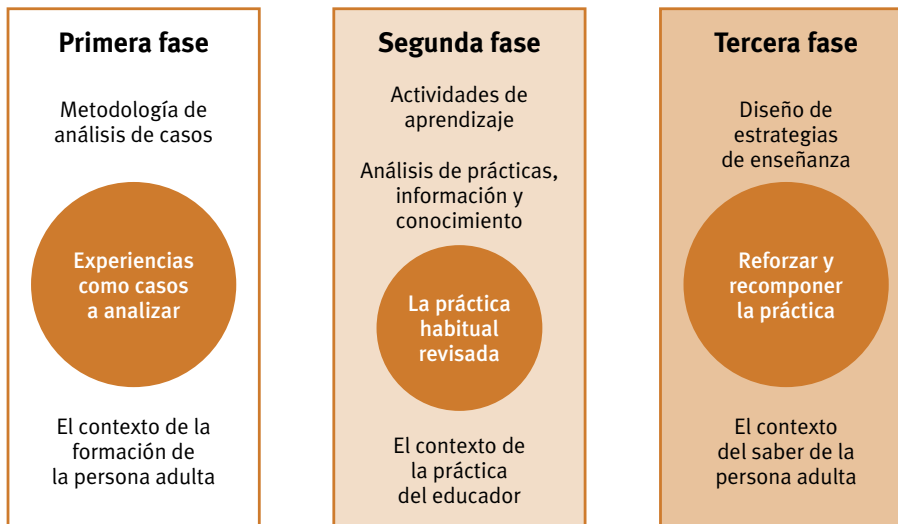 Primera fase
Metodología de
análisis de casos
Experiencias
como casos
a analizar
El contexto de la
formación de
la persona adulta
Segunda fase
Actividades de
aprendizaje
Análisis de prácticas,
información y
conocimiento
La práctica
habitual
revisada
El contexto de
la práctica
del educador
Tercera fase
Diseño de
estrategias
de enseñanza
Reforzar y
recomponer
la práctica
El contexto
del saber de la
persona adulta